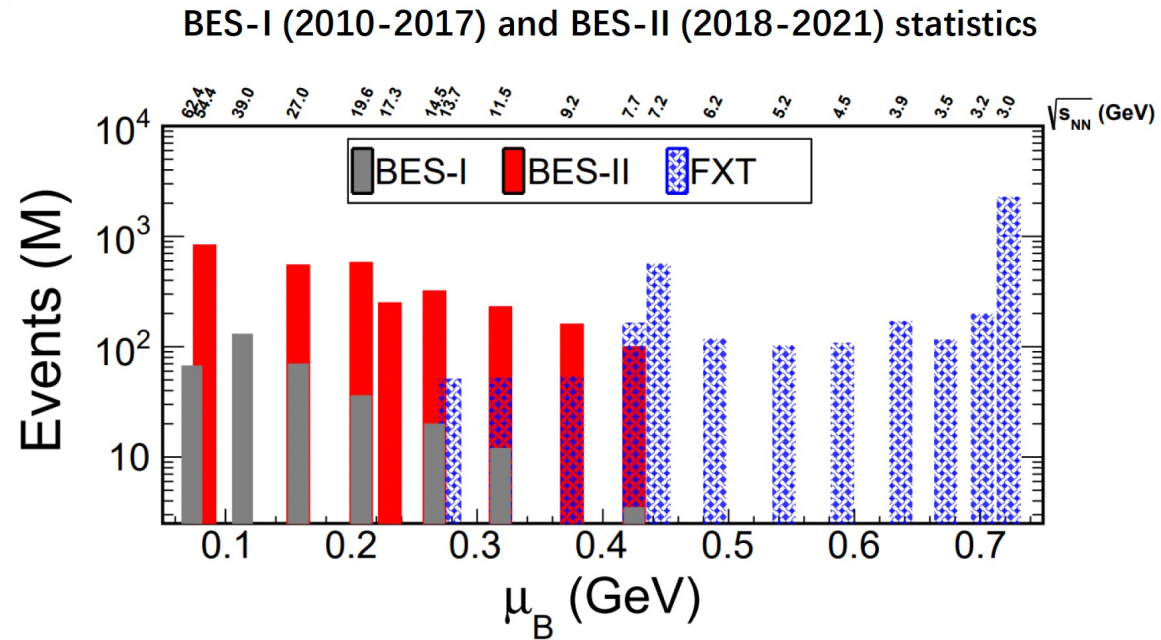 BES-I (2010-2017) and BES-II (2018-2021) statistics
62.4 54.4 39.0 27.0 19.6 17.3 14.5 13.7 11.5 9.2 7.7 7.2 6.2 5.2 4.5 3.9 3.5 3.2 3.0 √s_NN (GeV)
10⁴
BES-I BES-II FXT
10³
10²
10
Events (M)
0.1 0.2 0.3 0.4 0.5 0.6 0.7
μ_B (GeV)